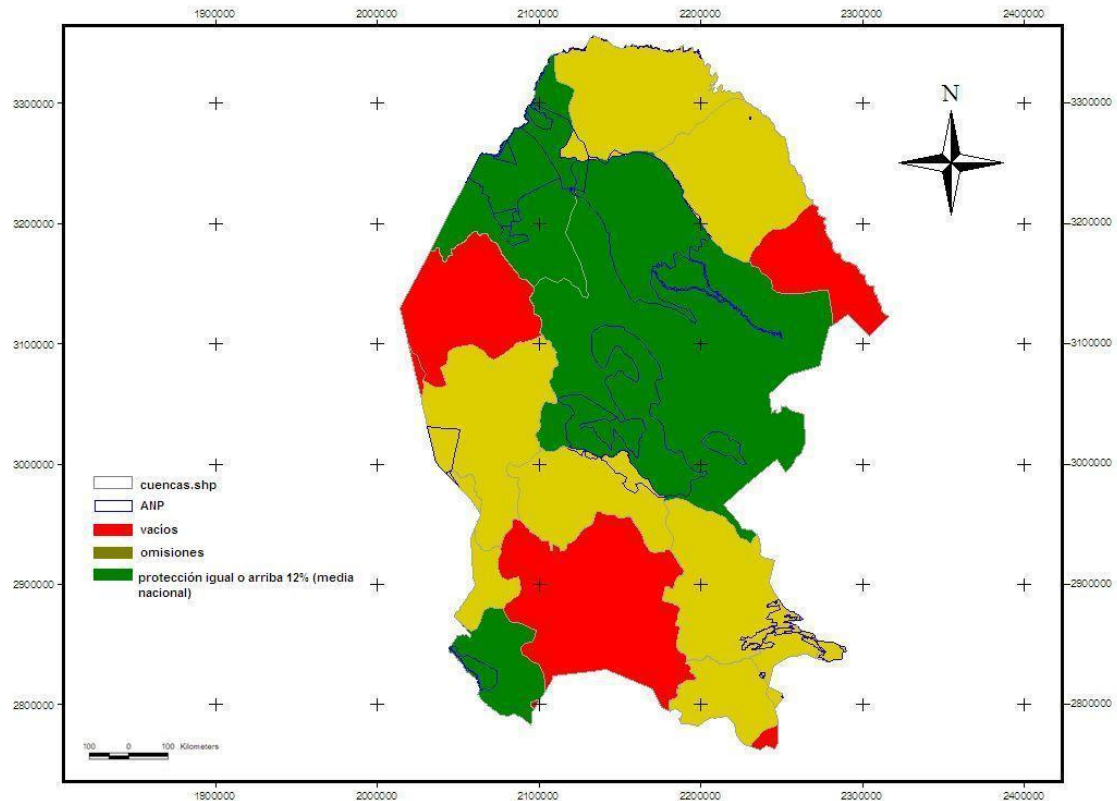 1900000 2000000 2100000 2200000 2300000 2400000
N
3300000 3300000
3200000 3200000
3100000 3100000
3000000 3000000
cuencas.shp
ANP
vacíos
omisiones
protección igual o arriba 12% (media
nacional)
2900000 2900000
2800000 2800000
100 0 100 Kilometers
1900000 2000000 2100000 2200000 2300000 2400000